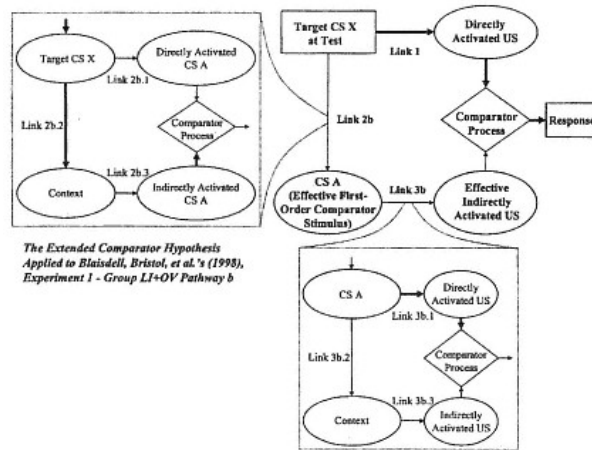 Target CS X
Directly
Activated
CS A
Link 2b.1
Link 2b.2
Comparator
Process
Link 2b.3
Context
Indirectly Activated
CS A
Target CS X
at Test
Link 1
Directly
Activated US
Link 2b
Comparator
Process
Response
CS A
(Effective First-
Order Comparator
Stimulus)
Link 3b
Effective
Indirectly
Activated US
The Extended Comparator Hypothesis
Applied to Blaisdell, Bristol, et al.'s (1998),
Experiment 1 - Group LI+OV Pathway b
CS A
Directly
Activated US
Link 3b.1
Link 3b.2
Comparator
Process
Link 3b.3
Context
Indirectly
Activated US